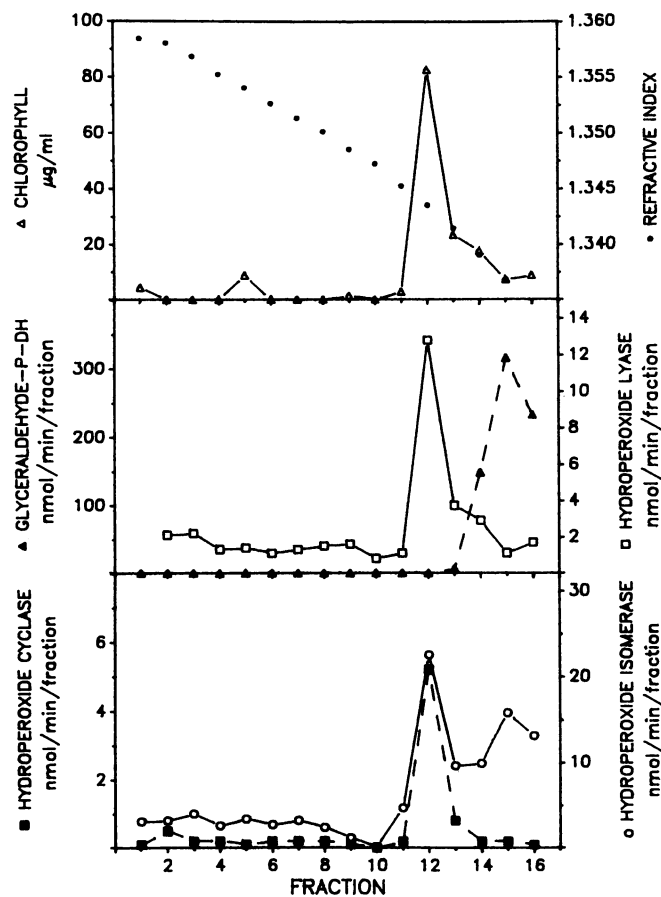 100
80
60
40
20
△ CHLOROPHYLL
µg/ml
1.360
1.355
1.350
1.345
1.340
• REFRACTIVE INDEX
300
200
100
▲ GLYCERALDEHYDE-P-DH
nmol/min/fraction
14
12
10
8
6
4
2
□ HYDROPEROXIDE LYASE
nmol/min/fraction
6
4
2
■ HYDROPEROXIDE CYCLASE
nmol/min/fraction
30
20
10
○ HYDROPEROXIDE ISOMERASE
nmol/min/fraction
2 4 6 8 10 12 14 16
FRACTION